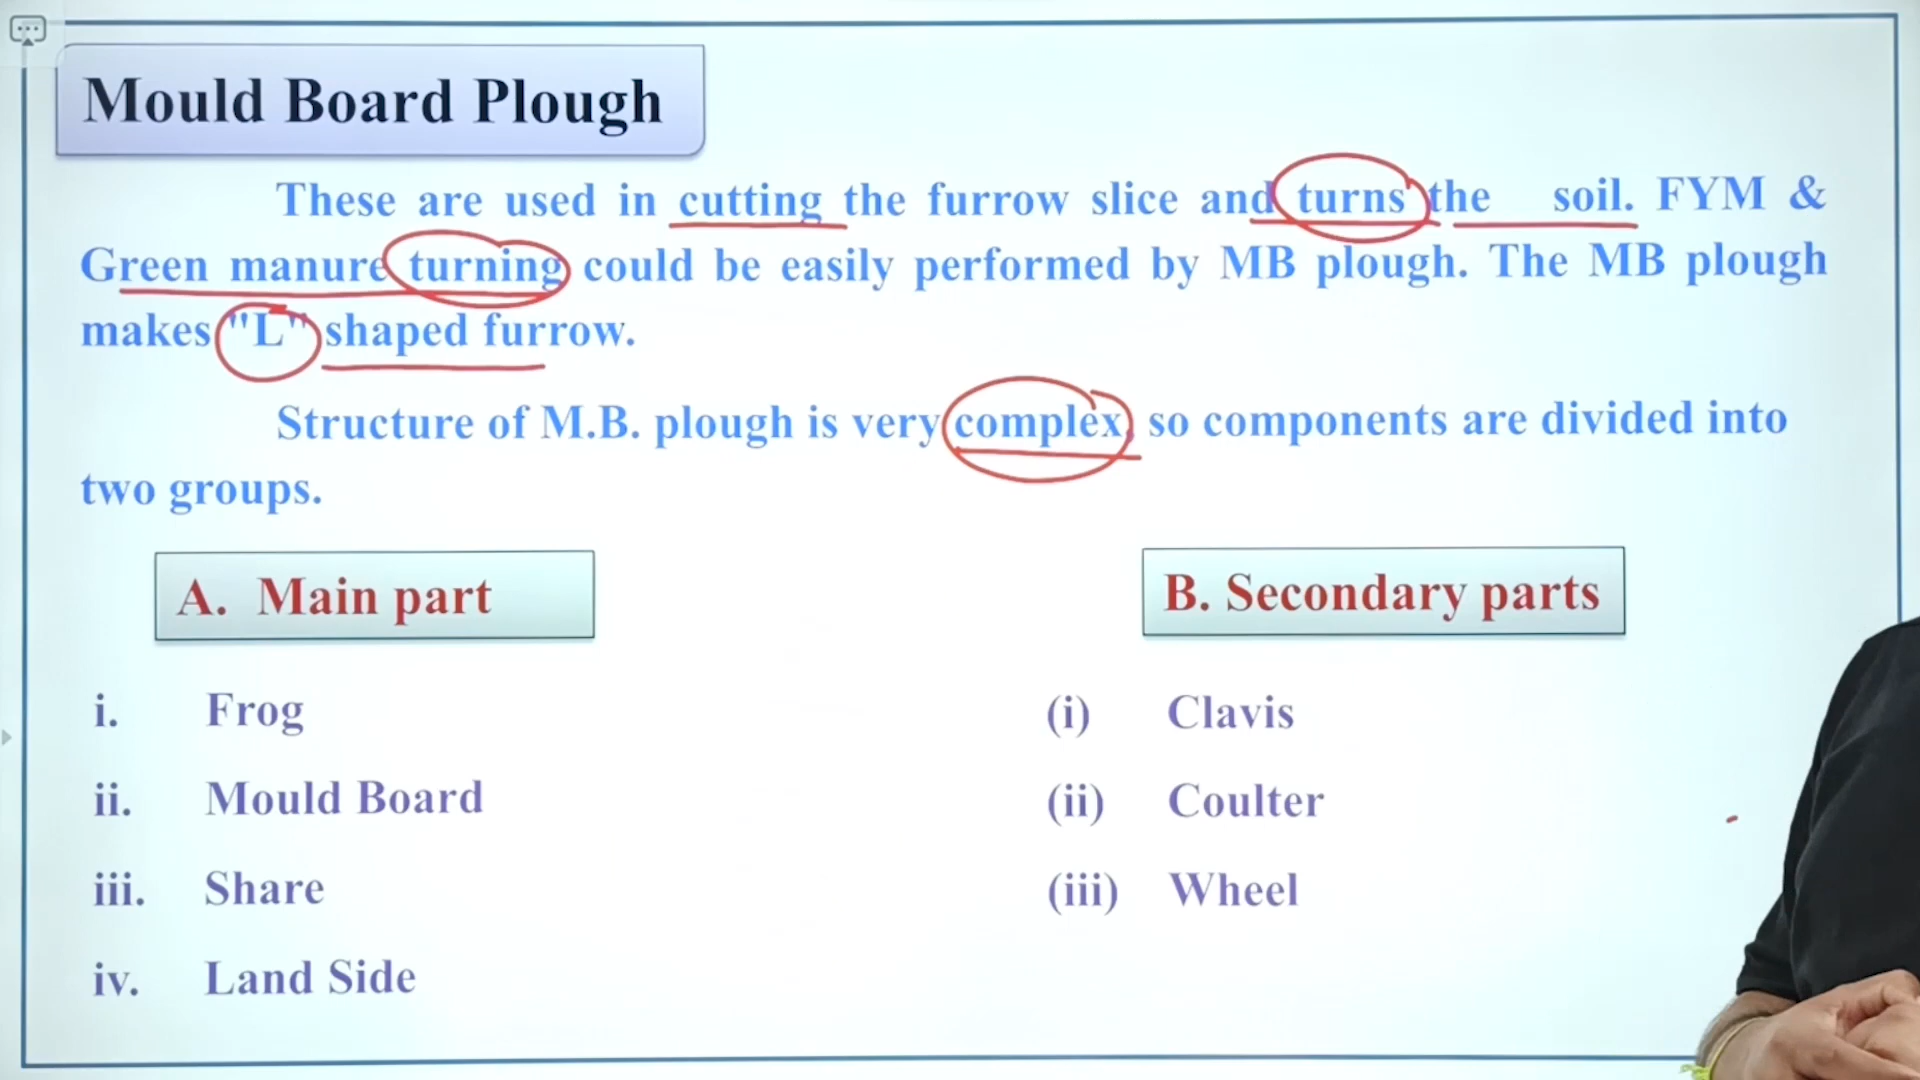 Mould Board Plough
These are used in cutting the furrow slice and turns the soil. FYM &
Green manure turning could be easily performed by MB plough. The MB plough
makes "L" shaped furrow.
Structure of M.B. plough is very complex, so components are divided into
two groups.
A. Main part
i. Frog
ii. Mould Board
iii. Share
iv. Land Side
B. Secondary parts
(i) Clavis
(ii) Coulter
(iii) Wheel